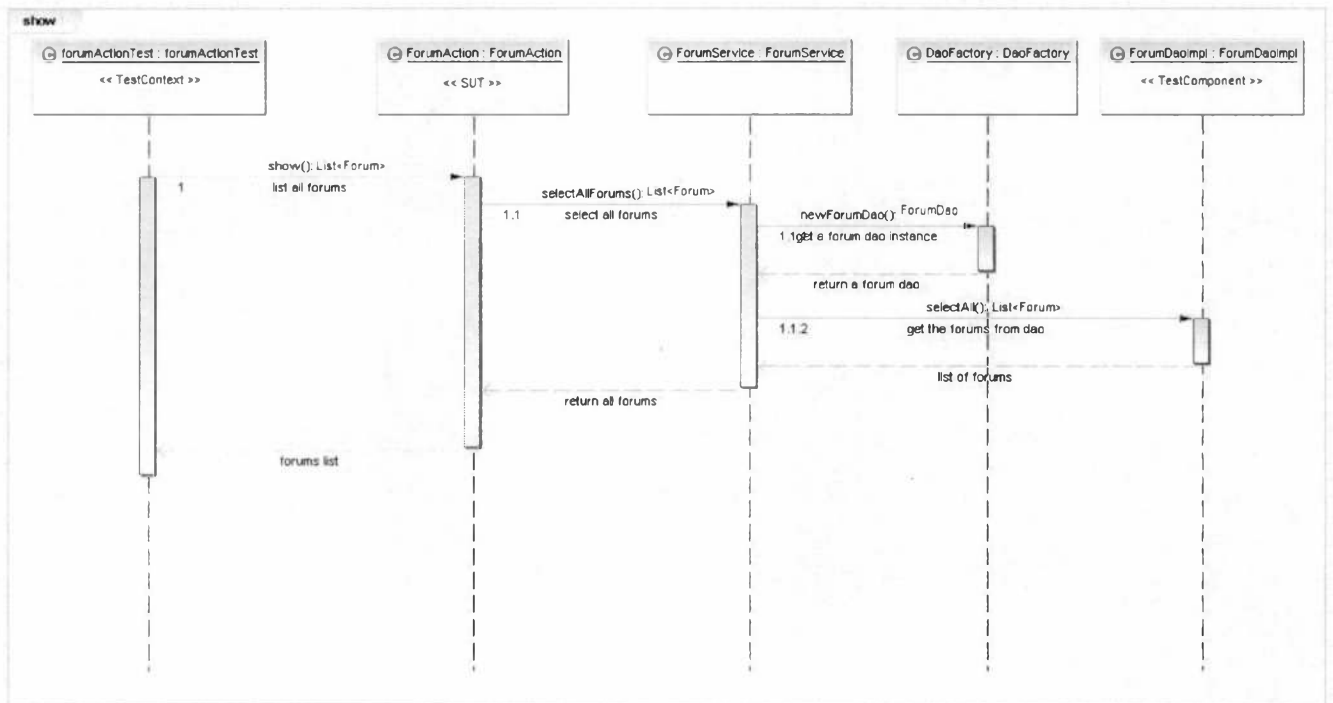 show
forumActionTest : forumActionTest
<< TestContext >>
ForumAction : ForumAction
<< SUT >>
ForumService : ForumService
DaoFactory : DaoFactory
ForumDaoImpl : ForumDaoImpl
<< TestComponent >>
show(): List<Forum>
1 list all forums
selectAllForums(): List<Forum>
1.1 select all forums
newForumDao(): ForumDao
get a forum dao instance
return a forum dao
selectAll(): List<Forum>
1.1.2 get the forums from dao
list of forums
return all forums
forums list